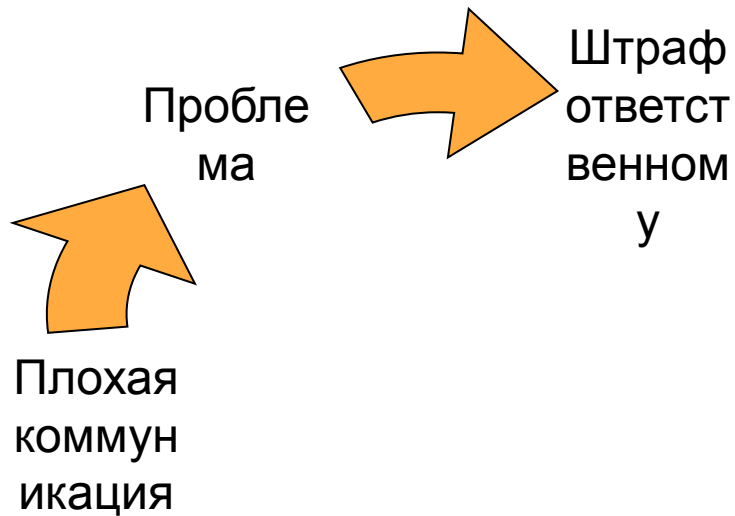 Штраф
ответст
венном
у
Пробле
ма
Плохая
коммун
икация